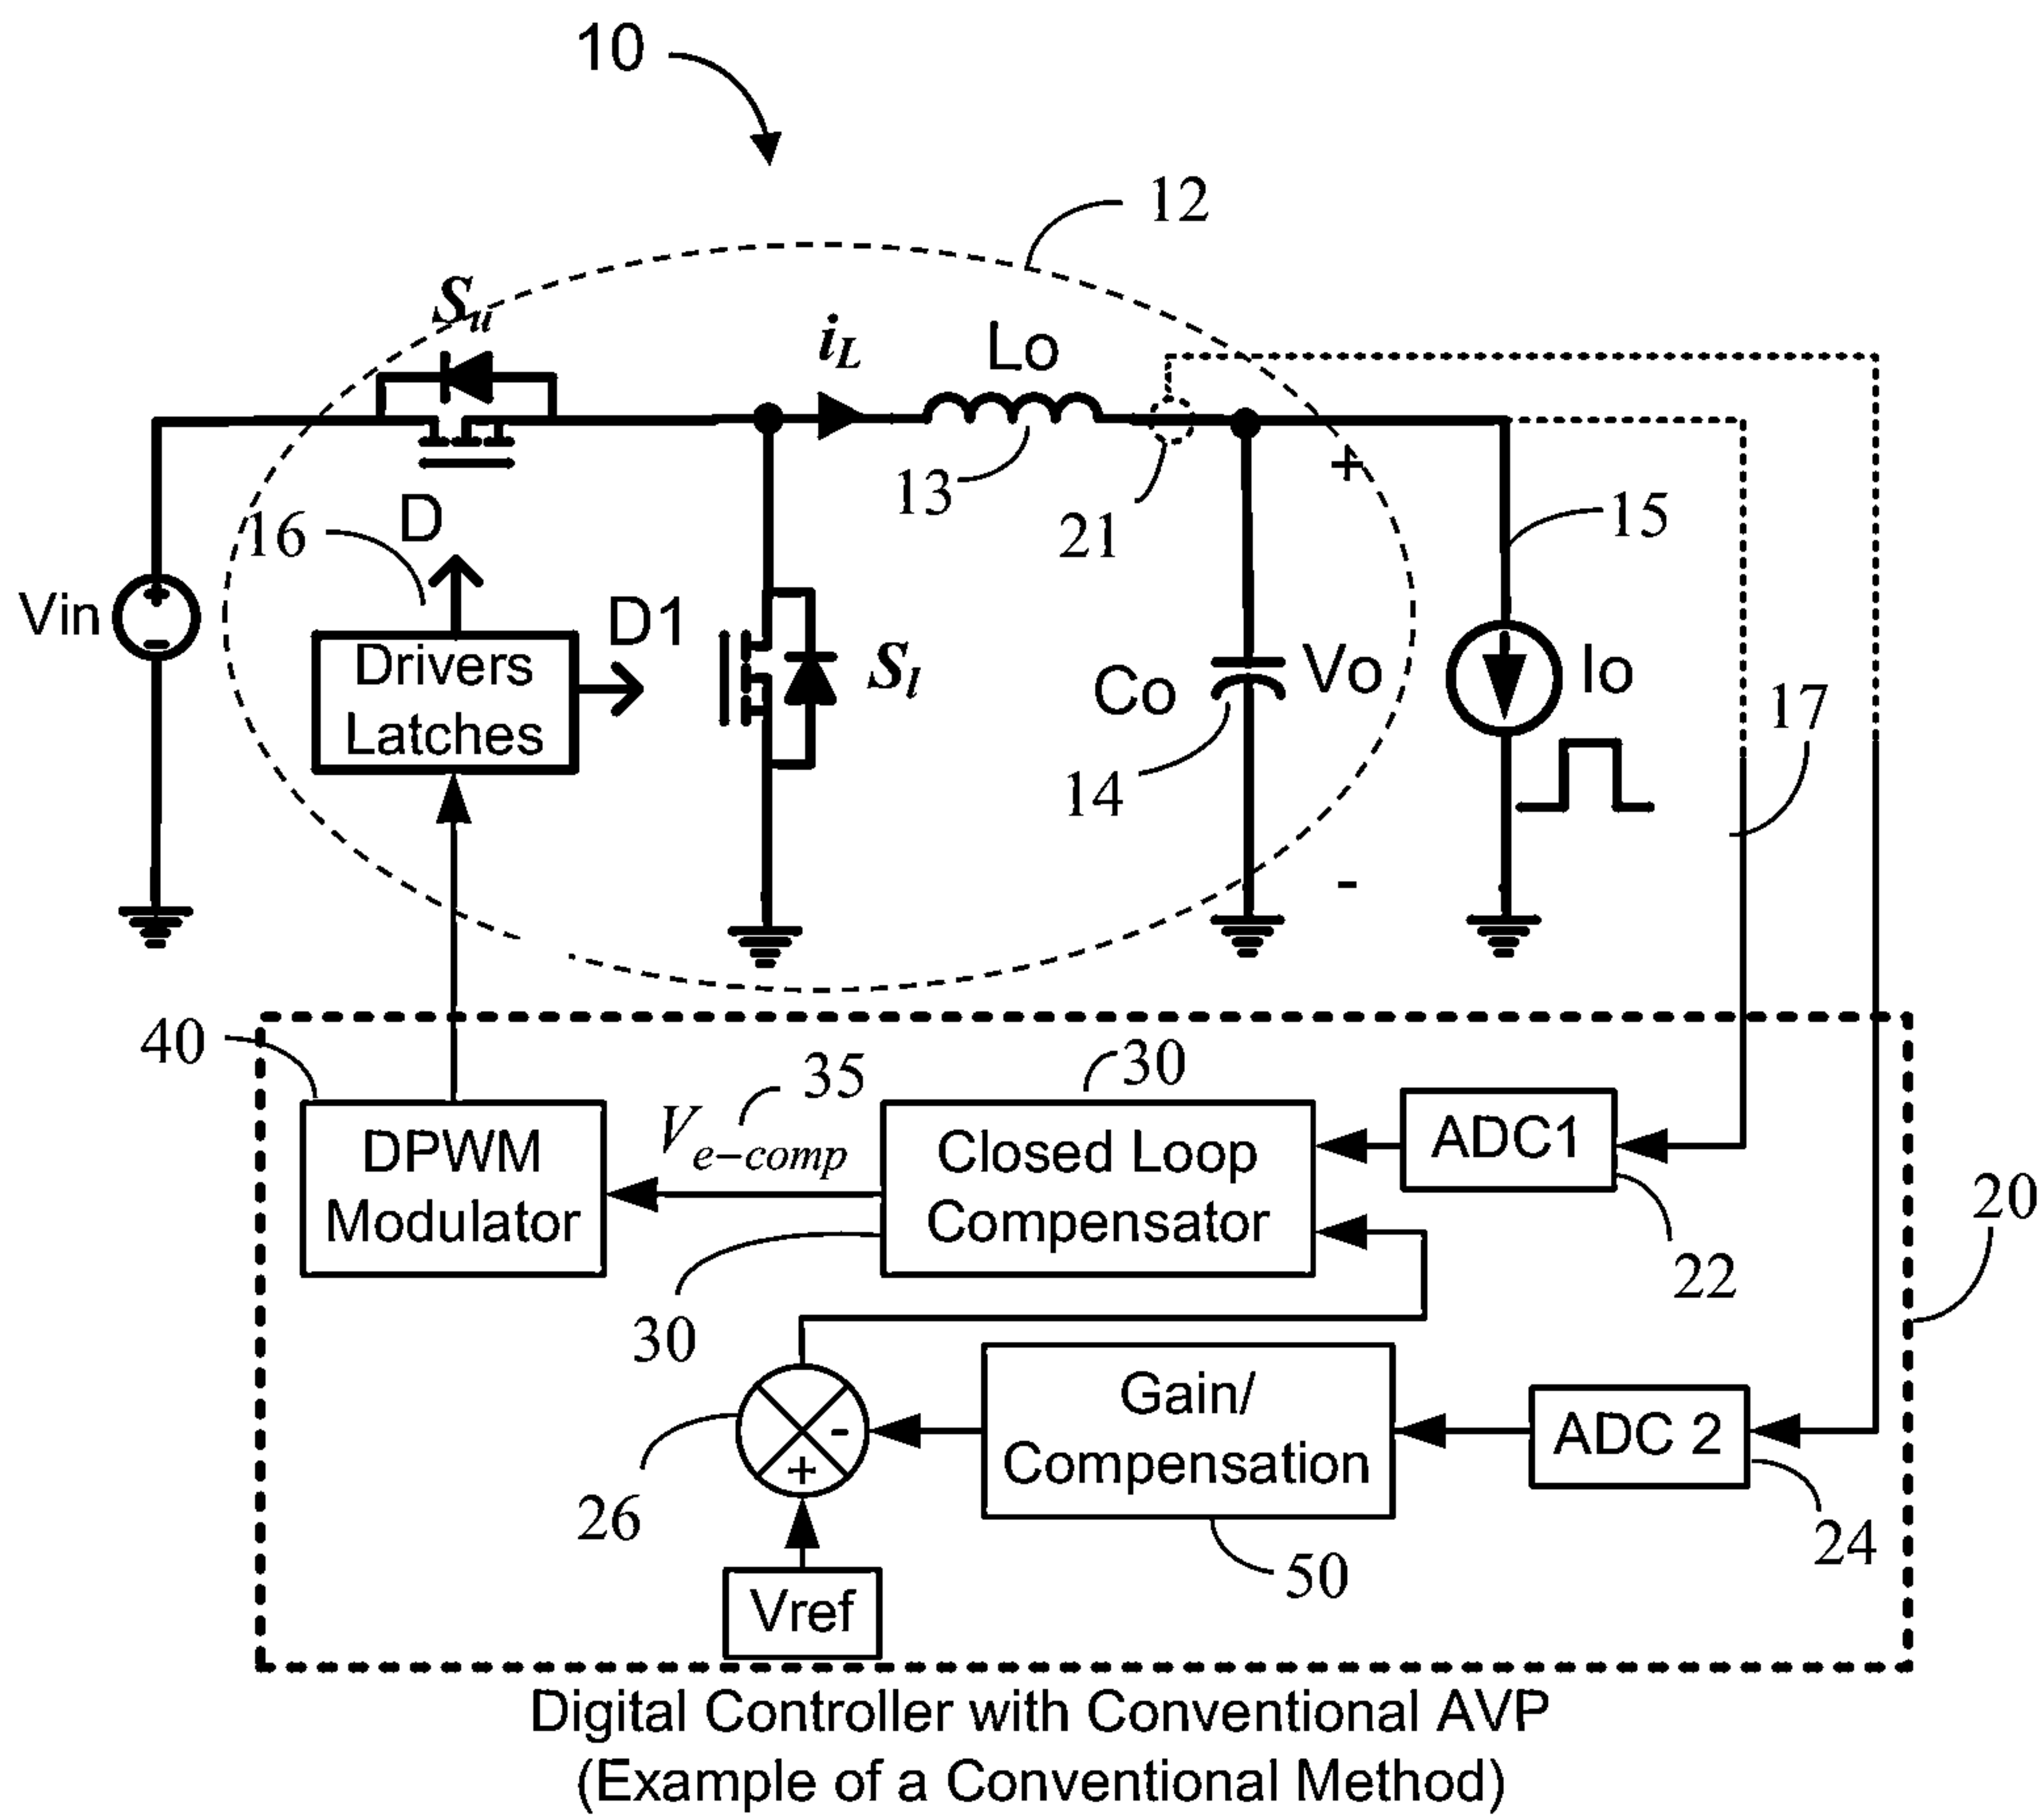 10
12
Su
iL
Lo
13
21
+
15
16
D
Vin
+
-
D1
Drivers
Latches
Sl
Co
Vo
Io
17
14
-
40
35
30
DPWM
Modulator
Ve-comp
Closed Loop
Compensator
ADC1
20
22
30
Gain/
Compensation
-
+
ADC 2
26
24
50
Vref
Digital Controller with Conventional AVP
(Example of a Conventional Method)